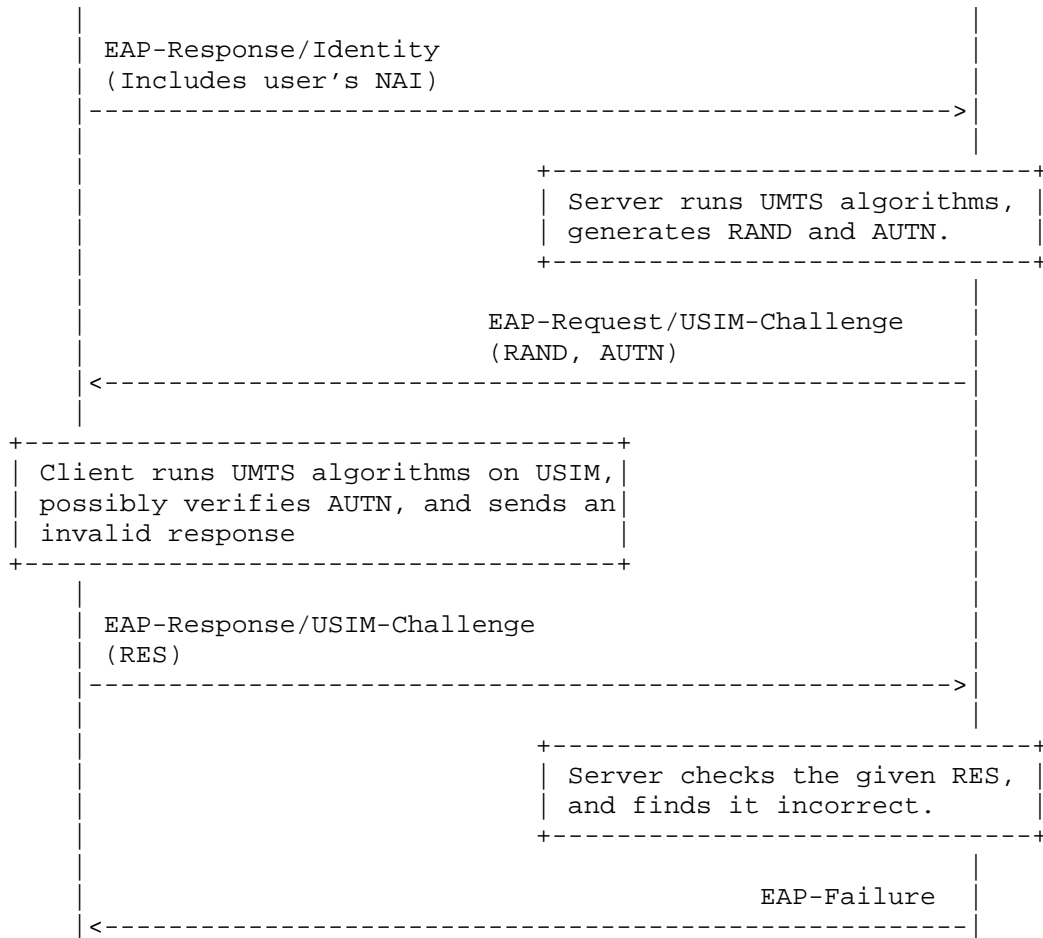 EAP-Response/Identity
(Includes user's NAI)
Server runs UMTS algorithms,
generates RAND and AUTN.
EAP-Request/USIM-Challenge
(RAND, AUTN)
Client runs UMTS algorithms on USIM,
possibly verifies AUTN, and sends an
invalid response
EAP-Response/USIM-Challenge
(RES)
Server checks the given RES,
and finds it incorrect.
EAP-Failure